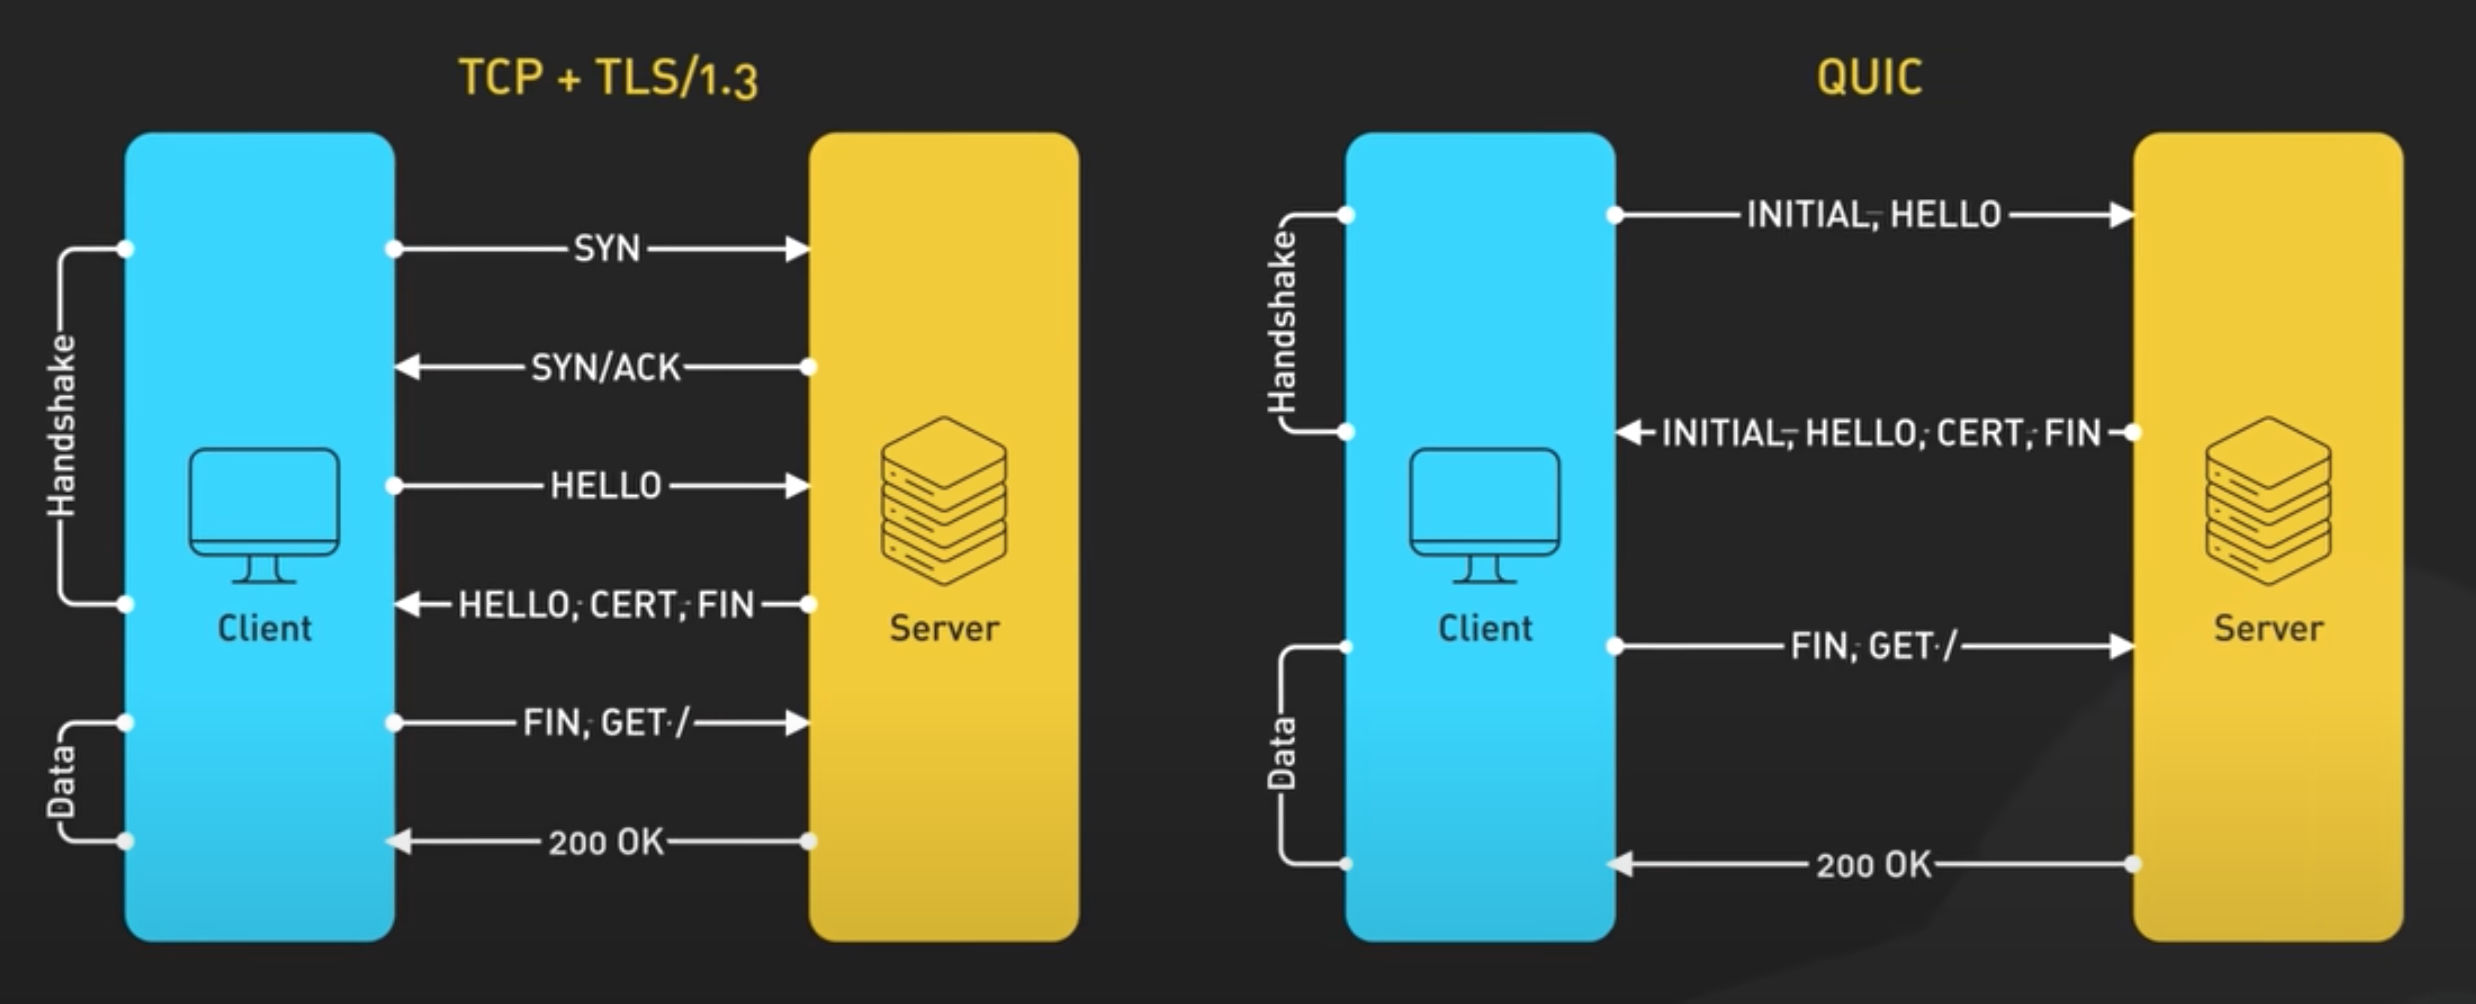 TCP + TLS/1.3
Handshake
SYN
SYN/ACK
HELLO
HELLO, CERT, FIN
Data
FIN, GET /
200 OK
Client
Server
QUIC
Handshake
INITIAL, HELLO
INITIAL, HELLO, CERT, FIN
Data
FIN, GET /
200 OK
Client
Server